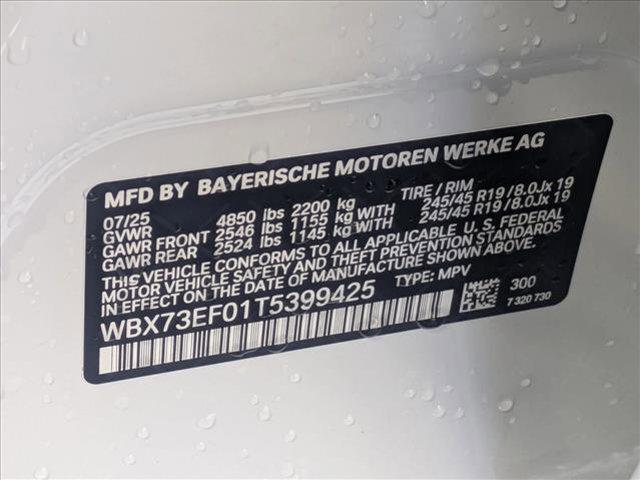 MFD BY BAYERISCHE MOTOREN WERKE AG
07/25 TIRE / RIM
GVWR 4850 lbs 2200 kg
GAWR FRONT 2546 lbs 1155 kg WITH 245/45 R19 / 8.0Jx 19
GAWR REAR 2524 lbs 1145 kg WITH 245/45 R19 / 8.0Jx 19
THIS VEHICLE CONFORMS TO ALL APPLICABLE U. S. FEDERAL
MOTOR VEHICLE SAFETY AND THEFT PREVENTION STANDARDS
IN EFFECT ON THE DATE OF MANUFACTURE SHOWN ABOVE.
WBX73EF01T5399425 TYPE: MPV
300
7 320 730